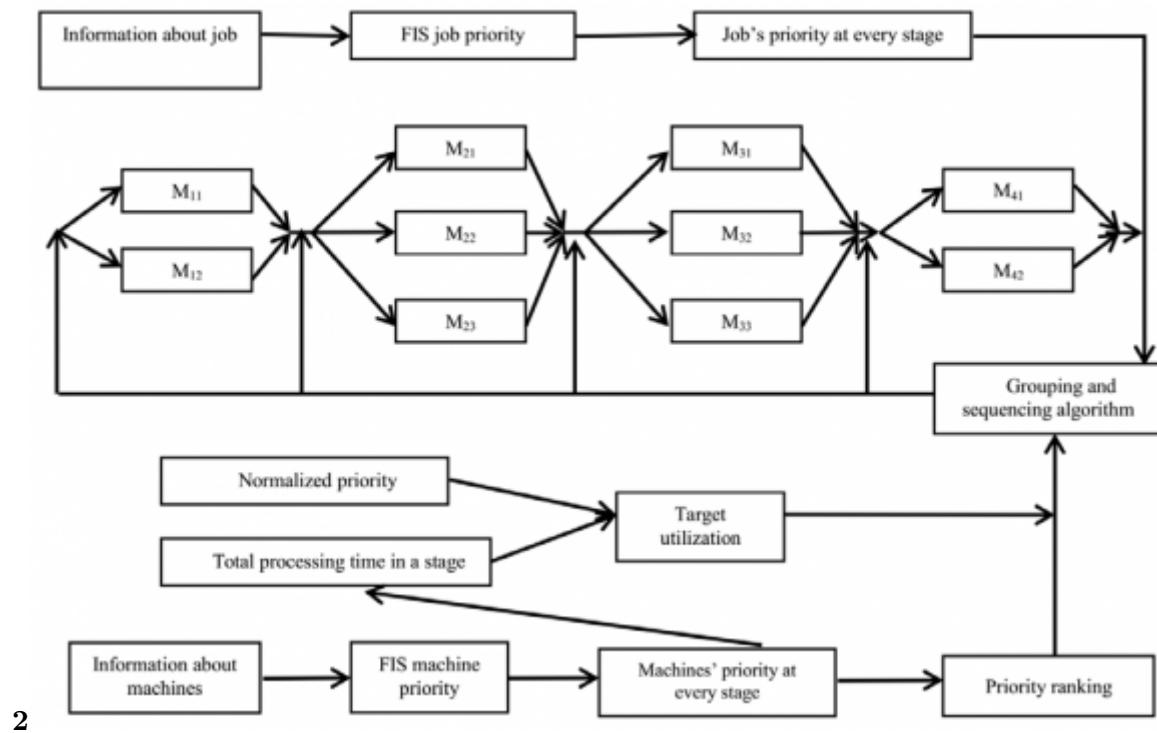 Information about job
FIS job priority
Job's priority at every stage
M₁₁
M₁₂
M₂₁
M₂₂
M₂₃
M₃₁
M₃₂
M₃₃
M₄₁
M₄₂
Grouping and
sequencing algorithm
Normalized priority
Total processing time in a stage
Target
utilization
Information about
machines
FIS machine
priority
Machines' priority at
every stage
Priority ranking
2